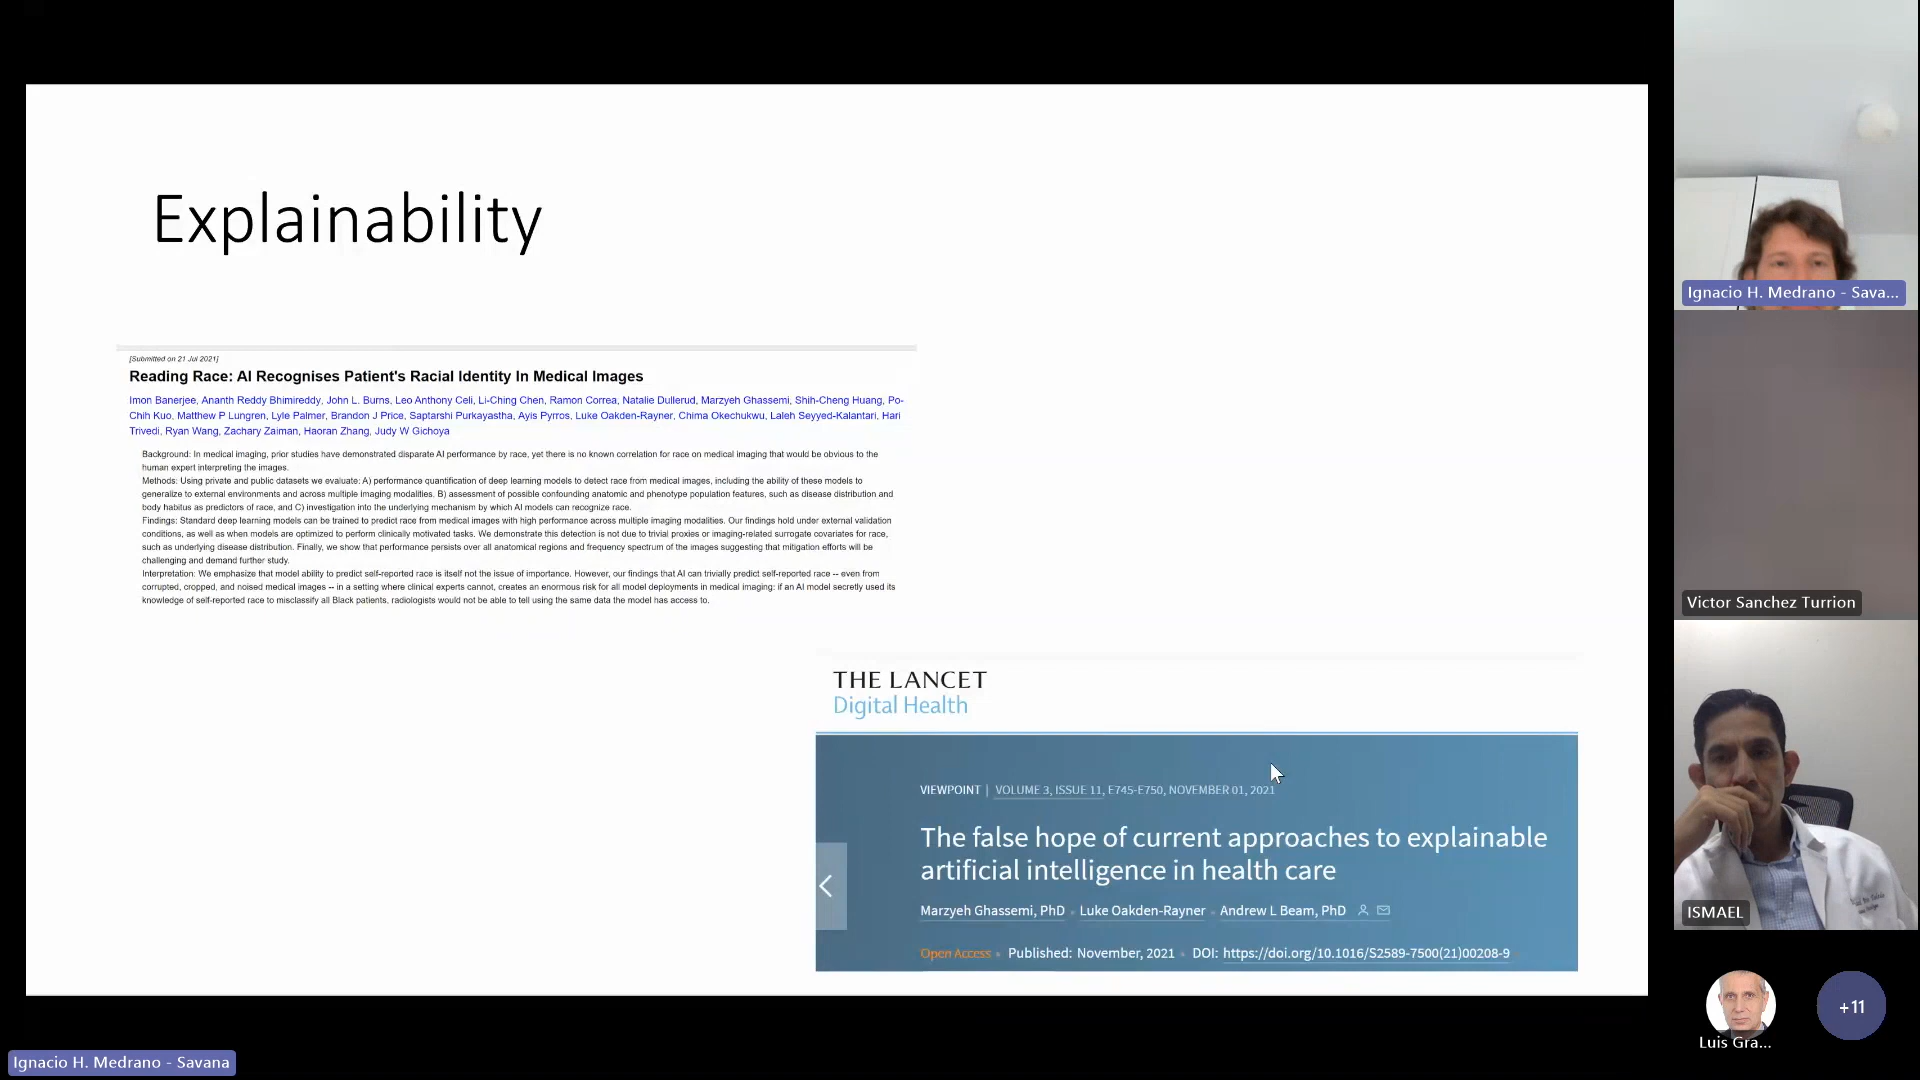 Explainability
[Submitted on 21 Jul 2021]
Reading Race: AI Recognises Patient's Racial Identity In Medical Images
Imon Banerjee, Ananth Reddy Bhimireddy, John L. Burns, Leo Anthony Celi, Li-Ching Chen, Ramon Correa, Natalie Dullerud, Marzyeh Ghassemi, Shih-Cheng Huang, Po-
Chih Kuo, Matthew P Lungren, Lyle Palmer, Brandon J Price, Saptarshi Purkayastha, Ayis Pyrros, Luke Oakden-Rayner, Chima Okechukwu, Laleh Seyyed-Kalantari, Hari
Trivedi, Ryan Wang, Zachary Zaiman, Haoran Zhang, Judy W Gichoya
Background: In medical imaging, prior studies have demonstrated disparate AI performance by race, yet there is no known correlation for race on medical imaging that would be obvious to the
human expert interpreting the images.
Methods: Using private and public datasets we evaluate: A) performance quantification of deep learning models to detect race from medical images, including the ability of these models to
generalize to external environments and across multiple imaging modalities. B) assessment of possible confounding anatomic and phenotype population features, such as disease distribution and
body habitus as predictors of race, and C) investigation into the underlying mechanism by which AI models can recognize race.
Findings: Standard deep learning models can be trained to predict race from medical images with high performance across multiple imaging modalities. Our findings hold under external validation
conditions, as well as when models are optimized to perform clinically motivated tasks. We demonstrate this detection is not due to trivial proxies or imaging-related surrogate covariates for race,
such as underlying disease distribution. Finally, we show that performance persists over all anatomical regions and frequency spectrum of the images suggesting that mitigation efforts will be
challenging and demand further study.
Interpretation: We emphasize that model ability to predict self-reported race is itself not the issue of importance. However, our findings that AI can trivially predict self-reported race -- even from
corrupted, cropped, and noised medical images -- in a setting where clinical experts cannot, creates an enormous risk for all model deployments in medical imaging: if an AI model secretly used its
knowledge of self-reported race to misclassify all Black patients, radiologists would not be able to tell using the same data the model has access to.
THE LANCET
Digital Health
VIEWPOINT | VOLUME 3, ISSUE 11, E745-E750, NOVEMBER 01, 2021
The false hope of current approaches to explainable
artificial intelligence in health care
Marzyeh Ghassemi, PhD • Luke Oakden-Rayner • Andrew L Beam, PhD
Open Access • Published: November, 2021 • DOI: https://doi.org/10.1016/S2589-7500(21)00208-9
Ignacio H. Medrano - Sava...
Victor Sanchez Turrion
ISMAEL
Luis Gra...
+11
Ignacio H. Medrano - Savana